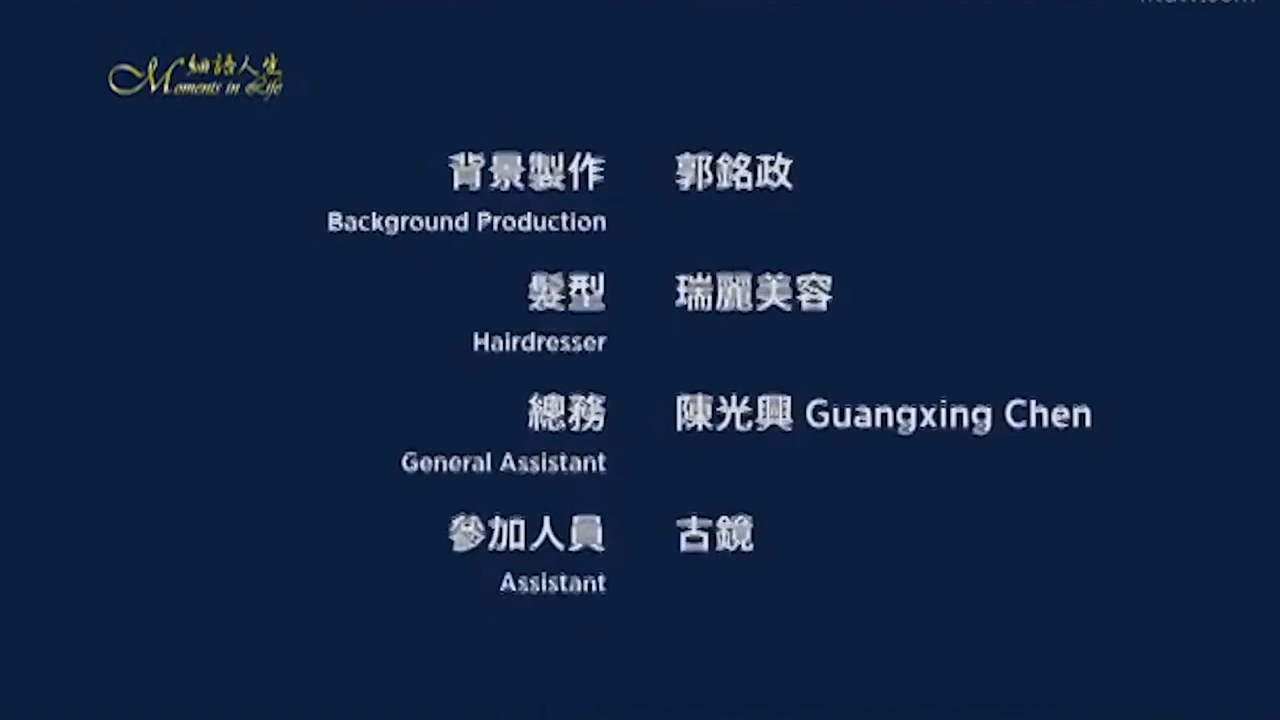 細語人生
Moments in Life
背景製作 郭銘政
Background Production
髮型 瑞麗美容
Hairdresser
總務 陳光興 Guangxing Chen
General Assistant
參加人員 古鏡
Assistant